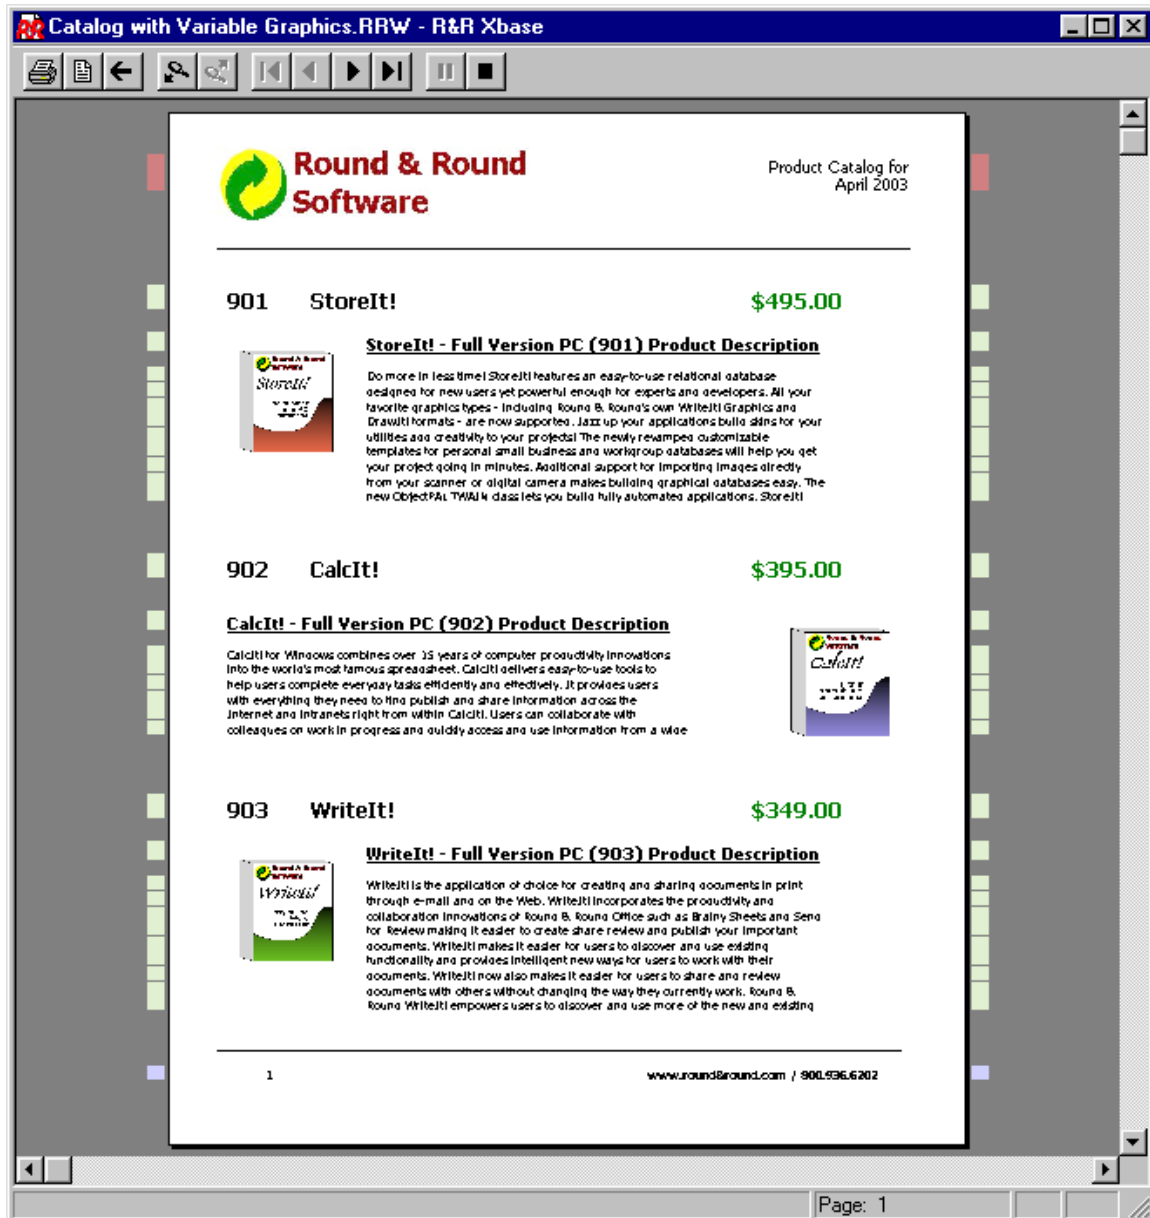 Catalog with Variable Graphics.RRW - R&R Xbase
Round & Round
Software
Product Catalog for
April 2003
901 StoreIt! $495.00
StoreIt! - Full Version PC (901) Product Description
Round & Round
Software
StoreIt!
Do more in less time! StoreIt! features an easy-to-use relational database
designed for new users yet powerful enough for experts and developers. All your
favorite graphics types - including Round & Round's own WriteIt! Graphics and
DrawIt! formats - are now supported. Jazz up your applications build skins for your
utilities add creativity to your projects! The newly revamped customizable
templates for personal small business and workgroup databases will help you get
your project going in minutes. Additional support for importing images directly
from your scanner or digital camera makes building graphical databases easy. The
new ObjectPAL TWAIN class lets you build fully automated applications. StoreIt!
902 CalcIt! $395.00
CalcIt! - Full Version PC (902) Product Description
CalcIt! for Windows combines over 15 years of computer productivity innovations
into the world's most famous spreadsheet. CalcIt! delivers easy-to-use tools to
help users complete everyday tasks efficiently and effectively. It provides users
with everything they need to find publish and share information across the
Internet and intranets right from within CalcIt!. Users can collaborate with
colleagues on work in progress and quickly access and use information from a wide
Round & Round
Software
CalcIt!
903 WriteIt! $349.00
WriteIt! - Full Version PC (903) Product Description
Round & Round
Software
WriteIt!
WriteIt! is the application of choice for creating and sharing documents in print
through e-mail and on the Web. WriteIt! incorporates the productivity and
collaboration innovations of Round & Round Office such as Brainy Sheets and Send
for Review making it easier to create share review and publish your important
documents. WriteIt! makes it easier for users to discover and use existing
functionality and provides intelligent new ways for users to work with their
documents. WriteIt! now also makes it easier for users to share and review
documents with others without changing the way they currently work. Round &
Round WriteIt! empowers users to discover and use more of the new and existing
1 www.round&round.com / 800.936.6202
Page: 1